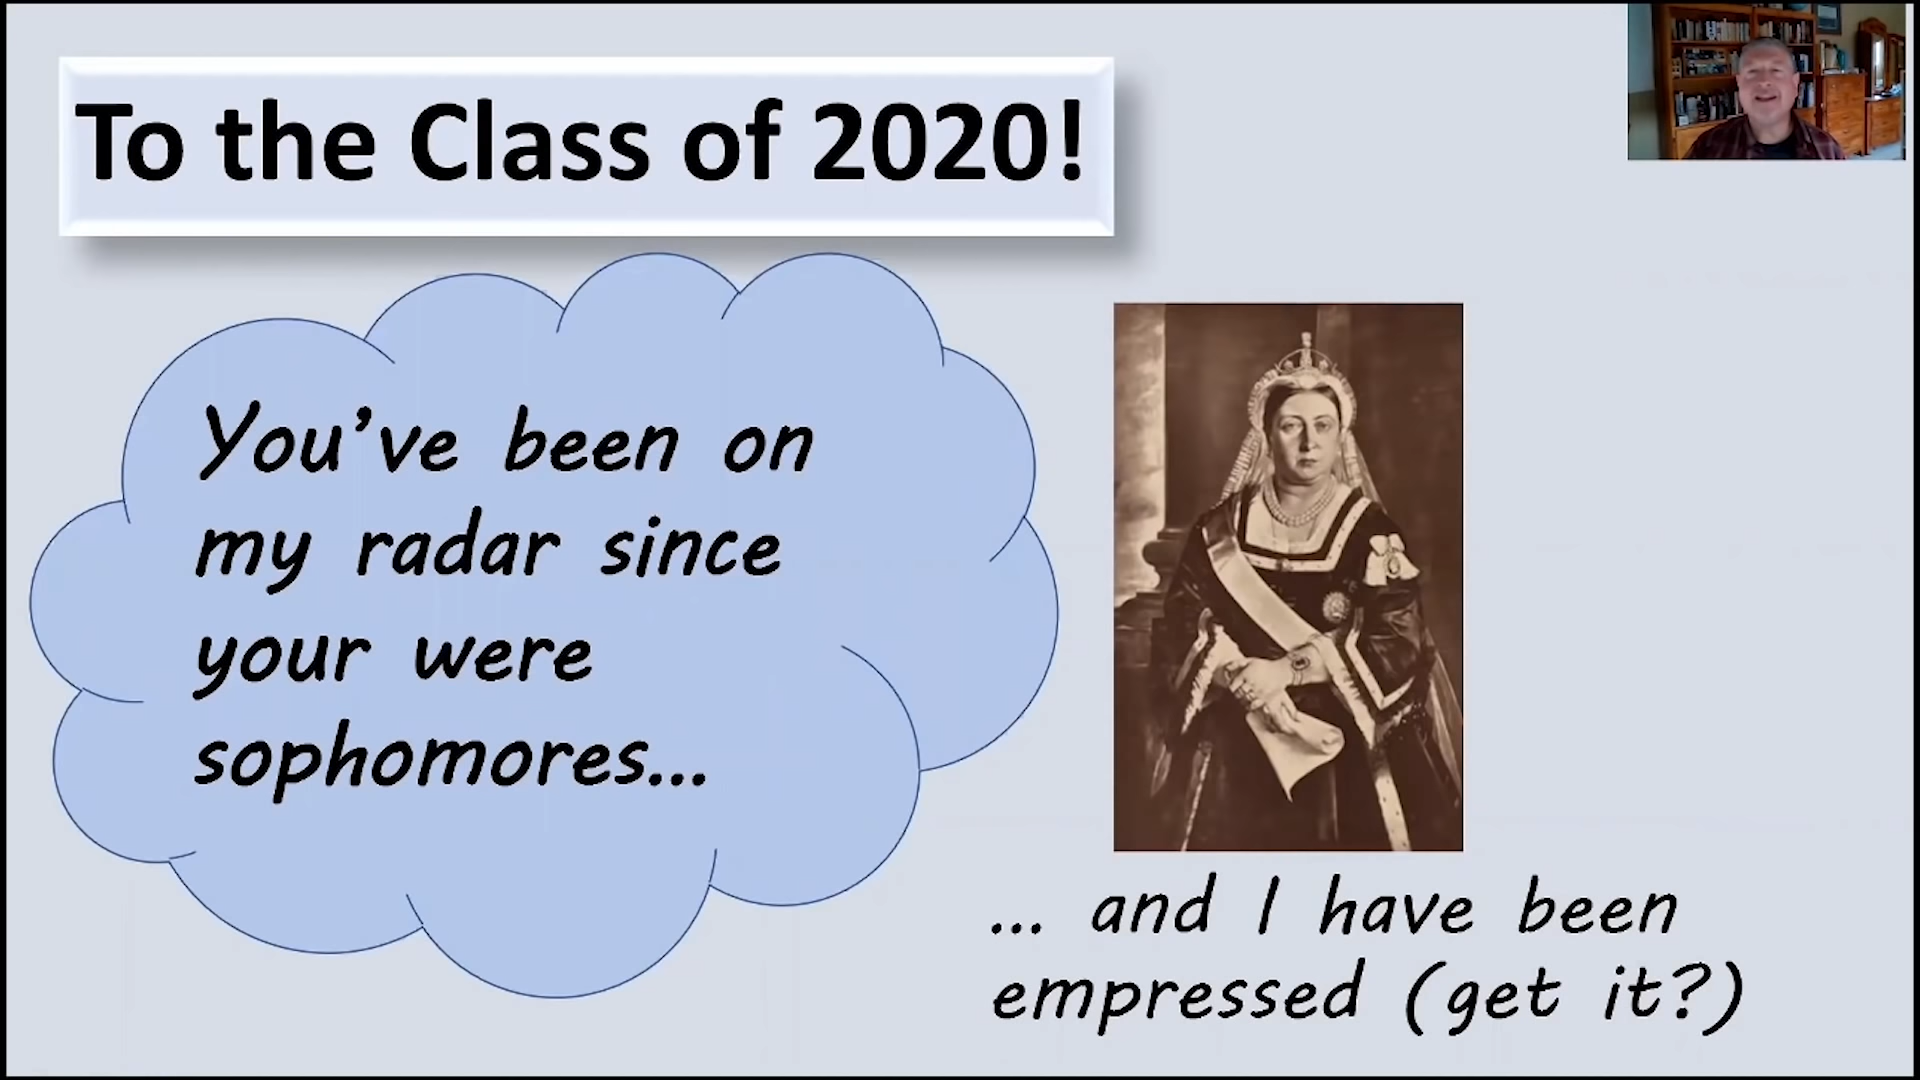 To the Class of 2020!
You’ve been on
my radar since
your were
sophomores...
... and I have been
empressed (get it?)